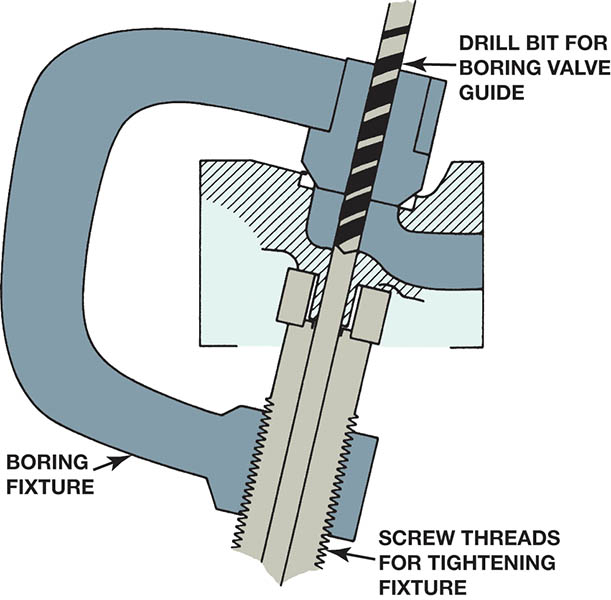 DRILL BIT FOR
BORING VALVE
GUIDE
BORING
FIXTURE
SCREW THREADS
FOR TIGHTENING
FIXTURE